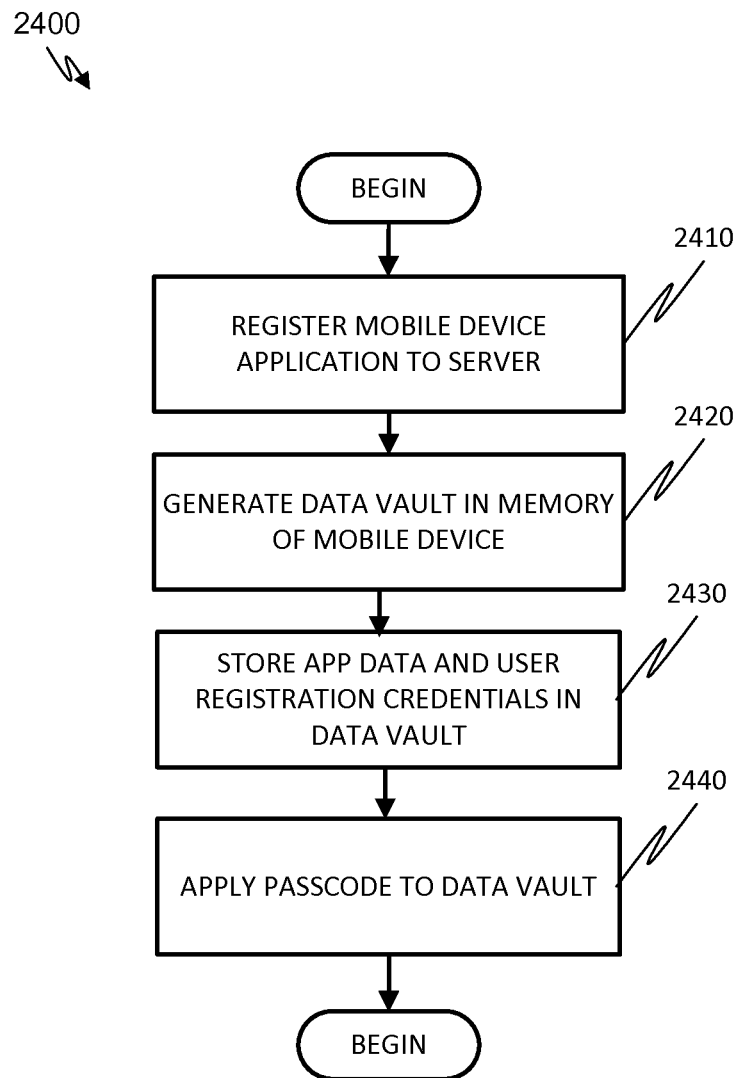 2400
BEGIN
2410
REGISTER MOBILE DEVICE
APPLICATION TO SERVER
2420
GENERATE DATA VAULT IN MEMORY
OF MOBILE DEVICE
2430
STORE APP DATA AND USER
REGISTRATION CREDENTIALS IN
DATA VAULT
2440
APPLY PASSCODE TO DATA VAULT
BEGIN